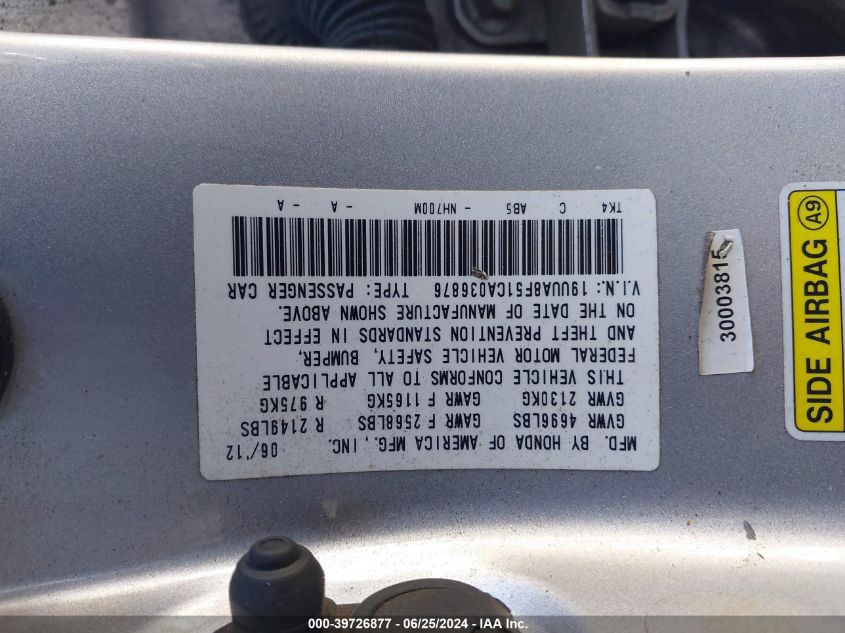 MFD. BY HONDA OF AMERICA MFG., INC. 06/'12
GVWR 4696LBS GAWR F 2568LBS R 2149LBS
GVWR 2130KG GAWR F 1165KG R 975KG
THIS VEHICLE CONFORMS TO ALL APPLICABLE
FEDERAL MOTOR VEHICLE SAFETY, BUMPER,
AND THEFT PREVENTION STANDARDS IN EFFECT
ON THE DATE OF MANUFACTURE SHOWN ABOVE.
V.I.N.: 19UUA8F51CA036876 TYPE: PASSENGER CAR
TK4 C AB5 - NH700M - A - A
30003815
SIDE AIRBAG A9
000-39726877 / 06/25/2024 - IAA Inc.